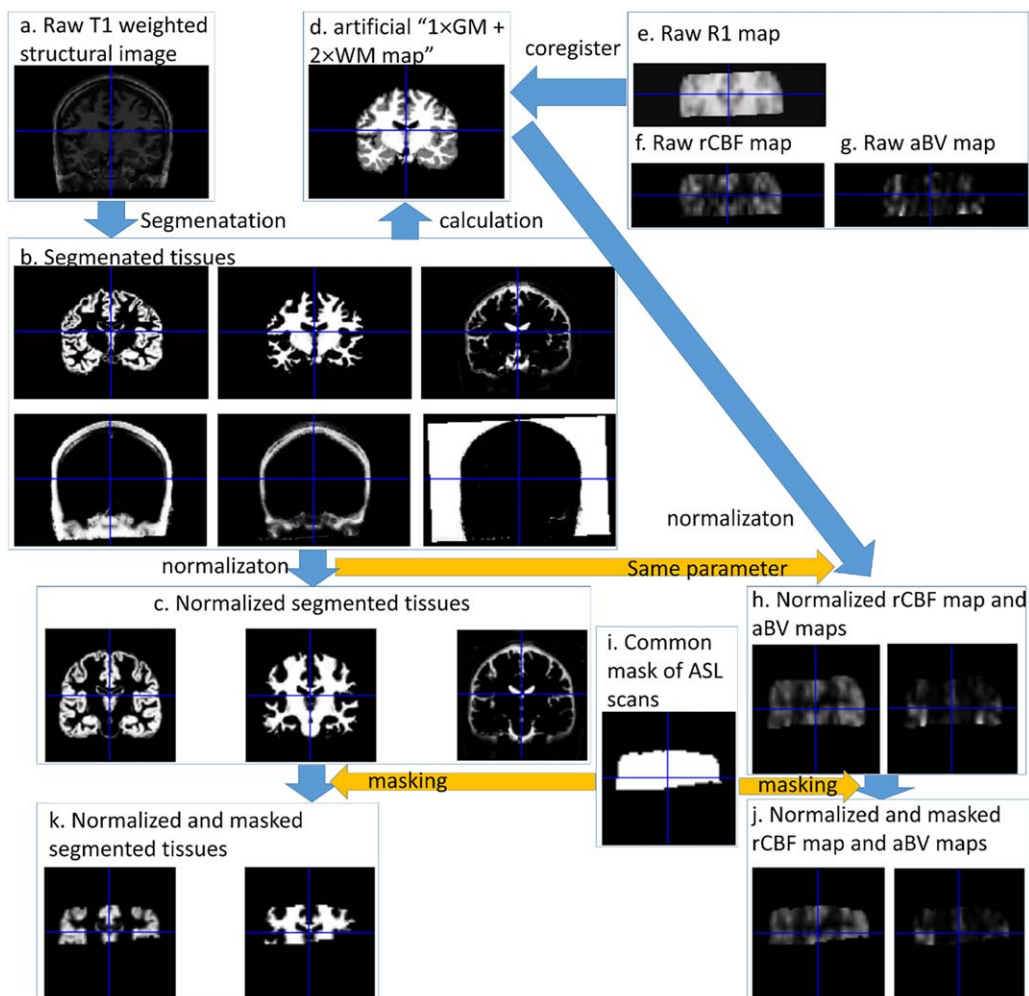 a. Raw T1 weighted
structural image
d. artificial “1×GM +
2×WM map”
coregister
e. Raw R1 map
f. Raw rCBF map
g. Raw aBV map
Segmenatation
calculation
b. Segmenated tissues
normalizaton
normalizaton
Same parameter
c. Normalized segmented tissues
h. Normalized rCBF map and
aBV maps
i. Common
mask of ASL
scans
masking
masking
k. Normalized and masked
segmented tissues
j. Normalized and masked
rCBF map and aBV maps